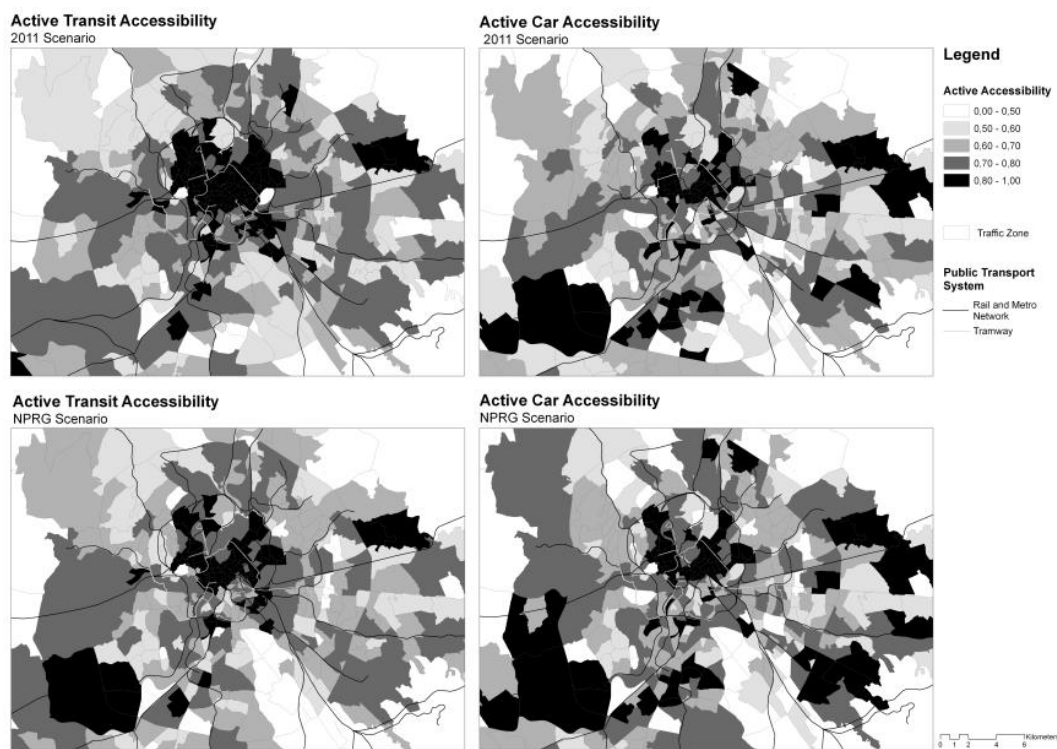 Active Transit Accessibility
2011 Scenario
Active Car Accessibility
2011 Scenario
Legend
Active Accessibility
0,00 - 0,50
0,50 - 0,60
0,60 - 0,70
0,70 - 0,80
0,80 - 1,00
Traffic Zone
Public Transport
System
Rail and Metro
Network
Tramway
Active Transit Accessibility
NPRG Scenario
Active Car Accessibility
NPRG Scenario
Kilometers
0 1 2 4 6